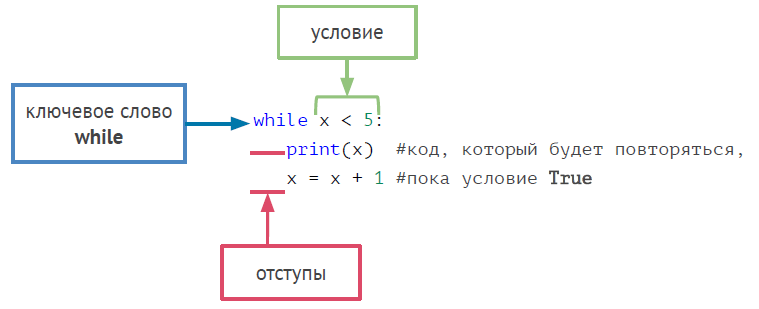 условие
ключевое слово
while
while x < 5:
print(x) #код, который будет повторяться,
x = x + 1 #пока условие True
отступы